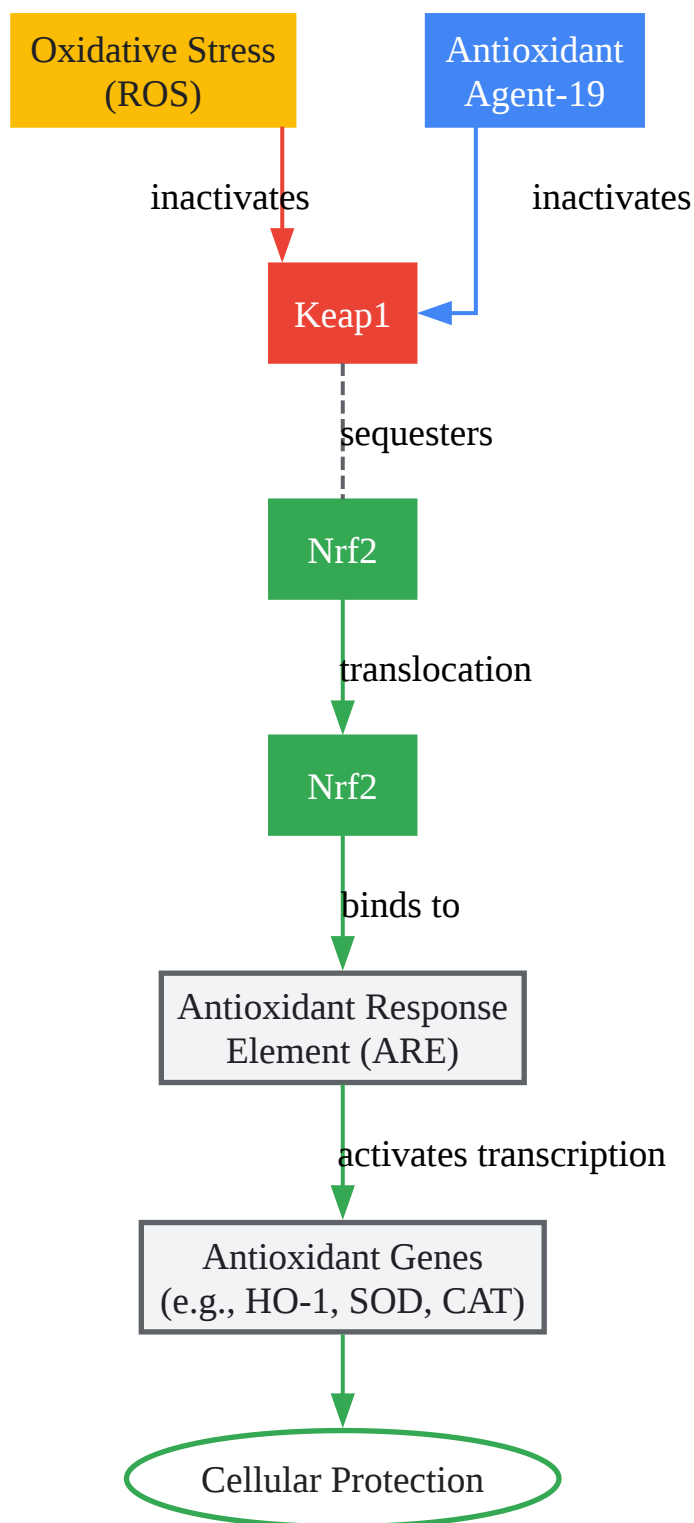 Oxidative Stress
(ROS)
Antioxidant
Agent-19
inactivates
inactivates
Keap1
sequesters
Nrf2
translocation
Nrf2
binds to
Antioxidant Response
Element (ARE)
activates transcription
Antioxidant Genes
(e.g., HO-1, SOD, CAT)
Cellular Protection